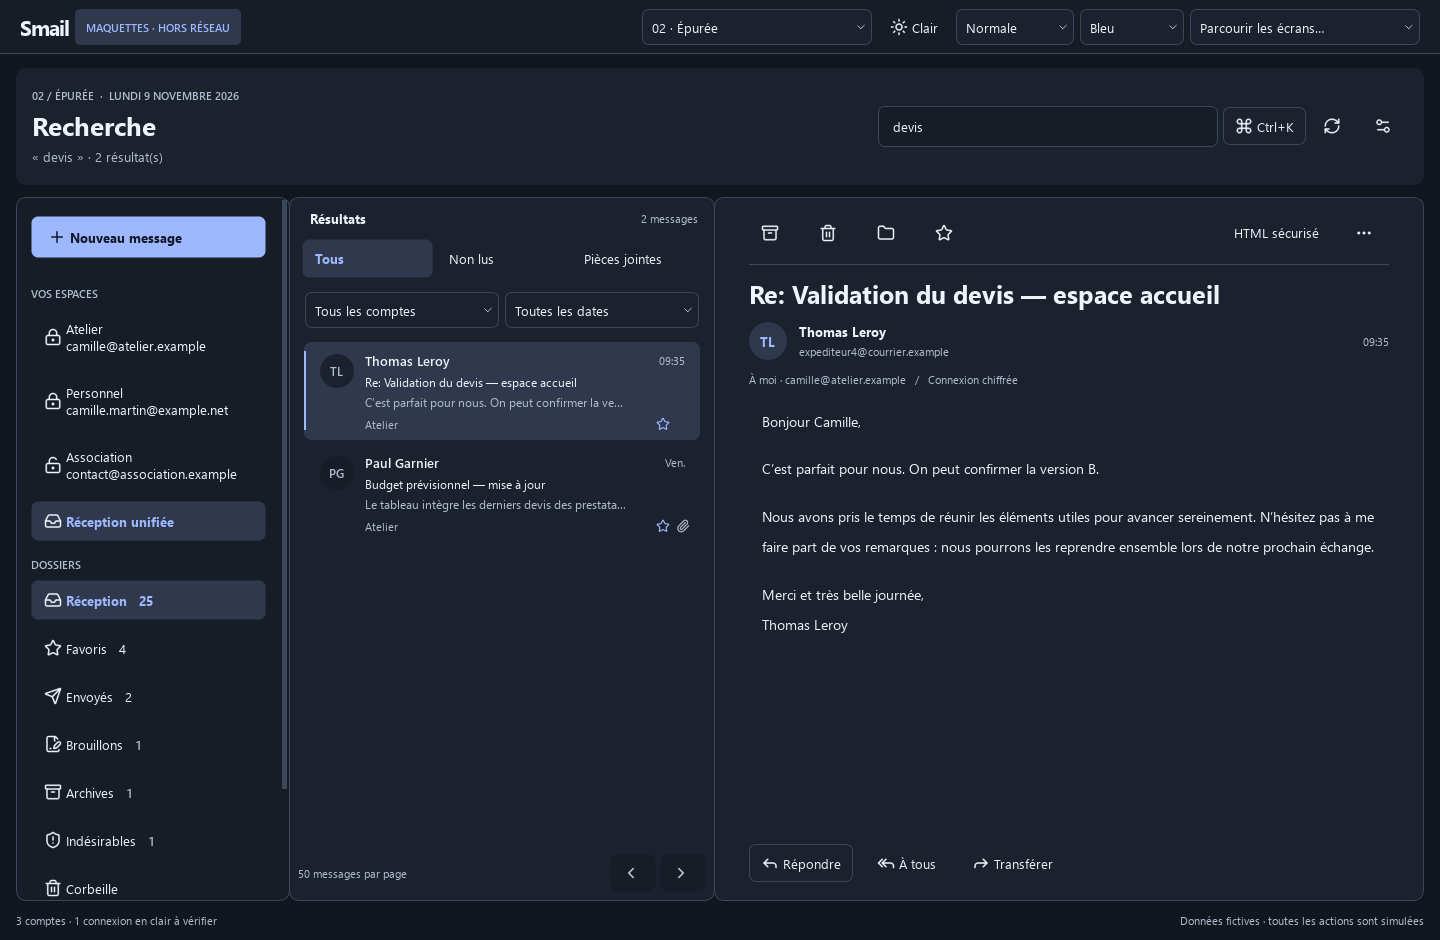 Smail
MAQUETTES · HORS RÉSEAU
02 · Épurée
Clair
Normale
Bleu
Parcourir les écrans…
02 / ÉPURÉE · LUNDI 9 NOVEMBRE 2026
Recherche
« devis » · 2 résultat(s)
devis
Ctrl+K
Nouveau message
VOS ESPACES
Atelier
camille@atelier.example
Personnel
camille.martin@example.net
Association
contact@association.example
Réception unifiée
DOSSIERS
Réception 25
Favoris 4
Envoyés 2
Brouillons 1
Archives 1
Indésirables 1
Corbeille
Résultats
2 messages
Tous
Non lus
Pièces jointes
Tous les comptes
Toutes les dates
TL
Thomas Leroy
09:35
Re: Validation du devis — espace accueil
C’est parfait pour nous. On peut confirmer la ve…
Atelier
PG
Paul Garnier
Ven.
Budget prévisionnel — mise à jour
Le tableau intègre les derniers devis des prestata…
Atelier
50 messages par page
HTML sécurisé
Re: Validation du devis — espace accueil
TL
Thomas Leroy
expediteur4@courrier.example
09:35
À moi · camille@atelier.example / Connexion chiffrée
Bonjour Camille,
C’est parfait pour nous. On peut confirmer la version B.
Nous avons pris le temps de réunir les éléments utiles pour avancer sereinement. N’hésitez pas à me
faire part de vos remarques : nous pourrons les reprendre ensemble lors de notre prochain échange.
Merci et très belle journée,
Thomas Leroy
Répondre
À tous
Transférer
3 comptes · 1 connexion en clair à vérifier
Données fictives · toutes les actions sont simulées